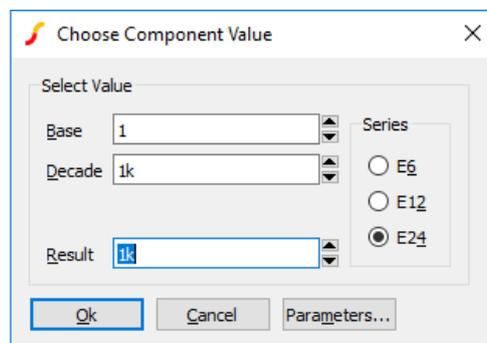 Choose Component Value
Select Value
Base 1
Decade 1k
Result 1k
Series
E6
E12
E24
Ok Cancel Parameters...